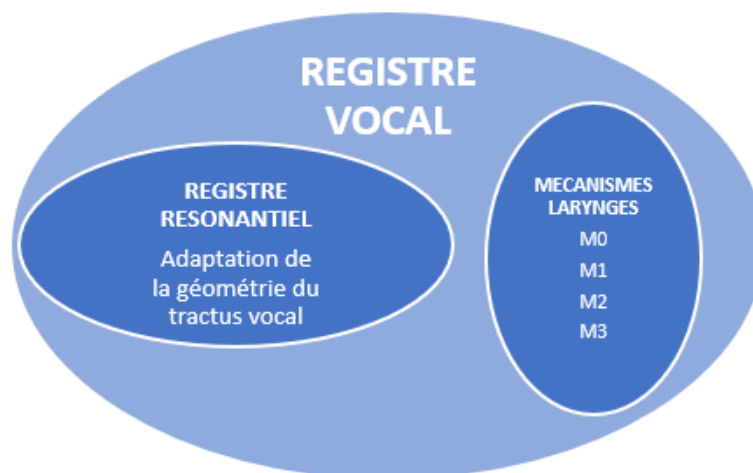 REGISTRE
VOCAL
REGISTRE
RESONANTIEL
Adaptation de
la géométrie du
tractus vocal
MECANISMES
LARYNGES
M0
M1
M2
M3